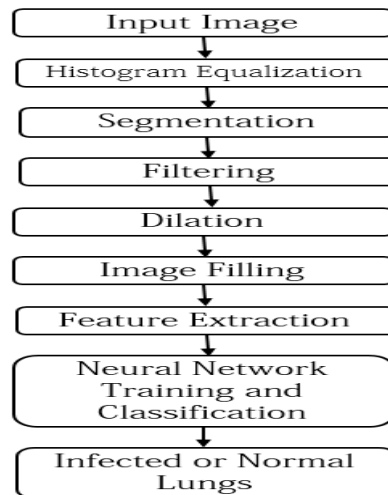 Input Image
Histogram Equalization
Segmentation
Filtering
Dilation
Image Filling
Feature Extraction
Neural Network
Training and
Classification
Infected or Normal
Lungs